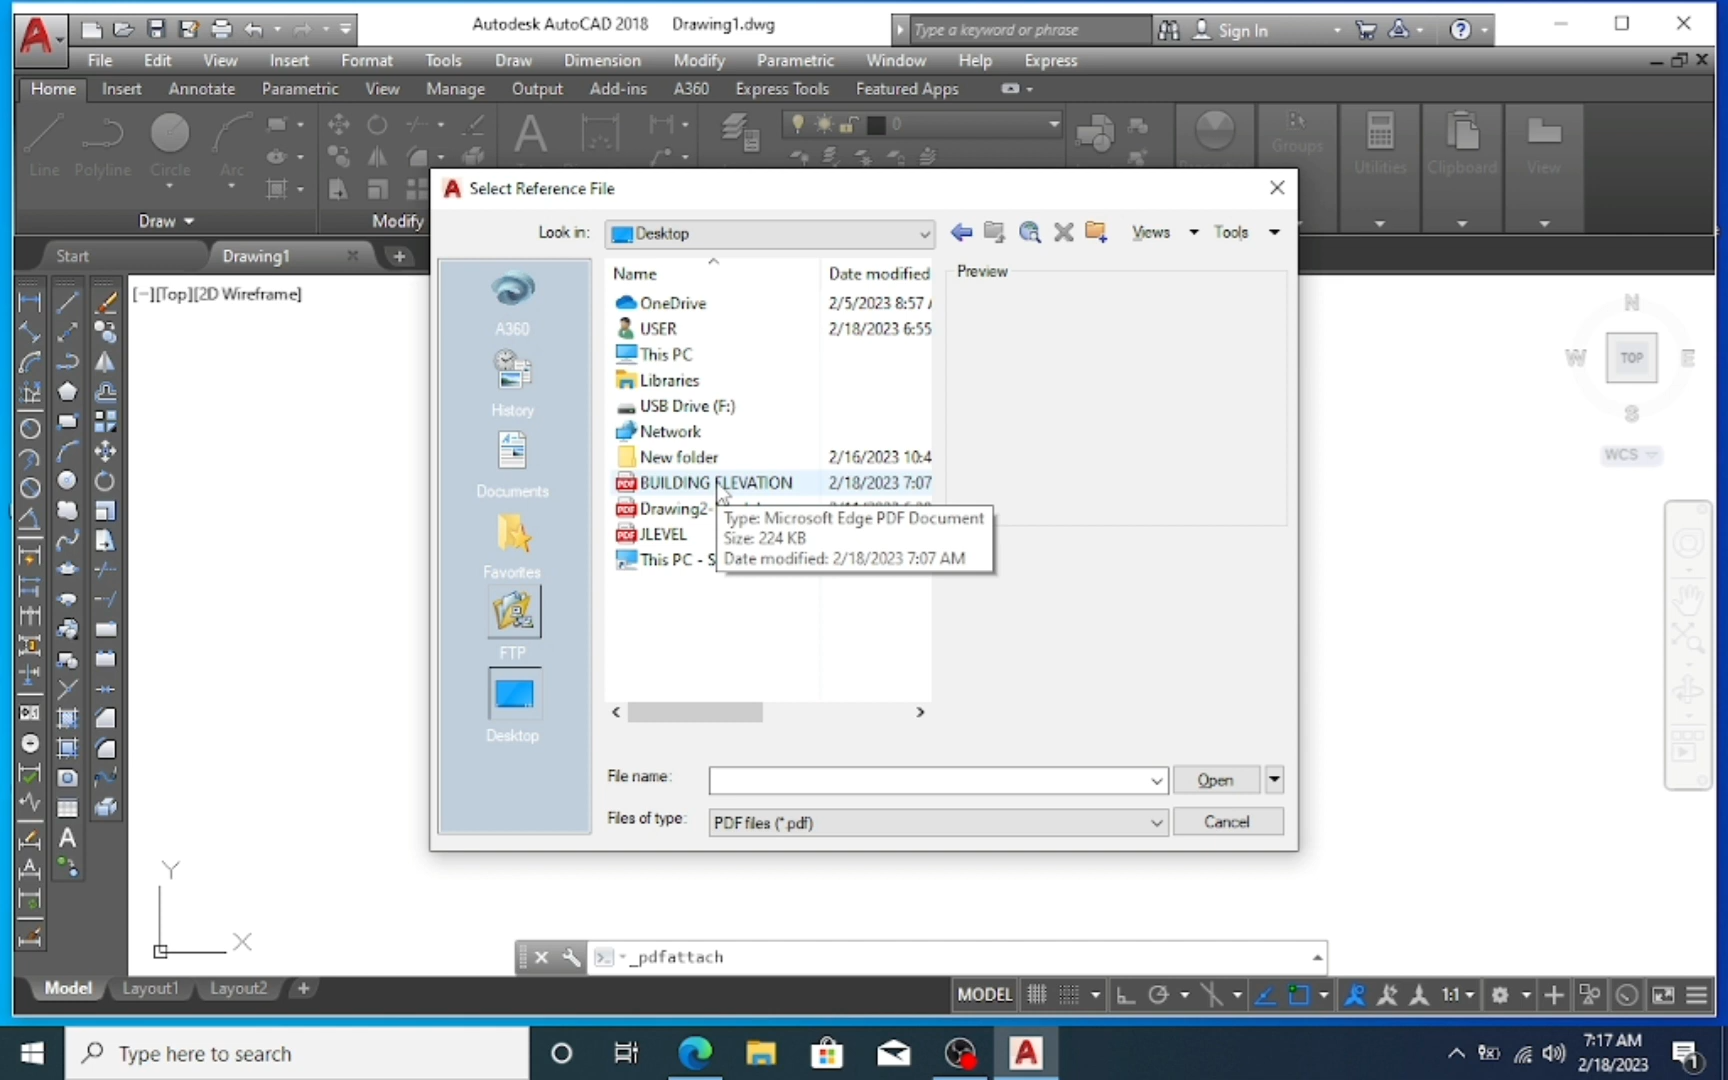 Autodesk AutoCAD 2018 Drawing1.dwg
Type a keyword or phrase
Sign In
File Edit View Insert Format Tools Draw Dimension Modify Parametric Window Help Express
Home Insert Annotate Parametric View Manage Output Add-ins A360 Express Tools Featured Apps
0
Line Polyline Circle Arc
Groups Utilities Clipboard View
Draw Modify
Start Drawing1
Select Reference File
Look in: Desktop Views Tools
Name Date modified Preview
OneDrive 2/5/2023 8:57
USER 2/18/2023 6:55
This PC
Libraries
USB Drive (F:)
Network
New folder 2/16/2023 10:4
BUILDING ELEVATION 2/18/2023 7:07
Drawing2-
JLEVEL
This PC - S
Type: Microsoft Edge PDF Document
Size: 224 KB
Date modified: 2/18/2023 7:07 AM
A360
History
Documents
Favorites
FTP
Desktop
File name:
Open
Files of type: PDF files (*.pdf)
Cancel
[−][Top][2D Wireframe]
N
W TOP E
S
WCS
Y
X
_pdfattach
Model Layout1 Layout2
MODEL 1:1
Type here to search
7:17 AM
2/18/2023
1